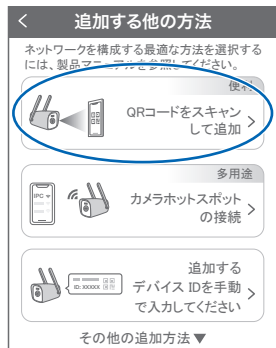 追加する他の方法
ネットワークを構成する最適な方法を選択する
には、製品マニュアルを参照してください。
便利
QRコードをスキャン
して追加
多用途
カメラホットスポット
の接続
IPC
追加する
デバイス IDを手動
で入力してください
ID: XXXXX
その他の追加方法▼